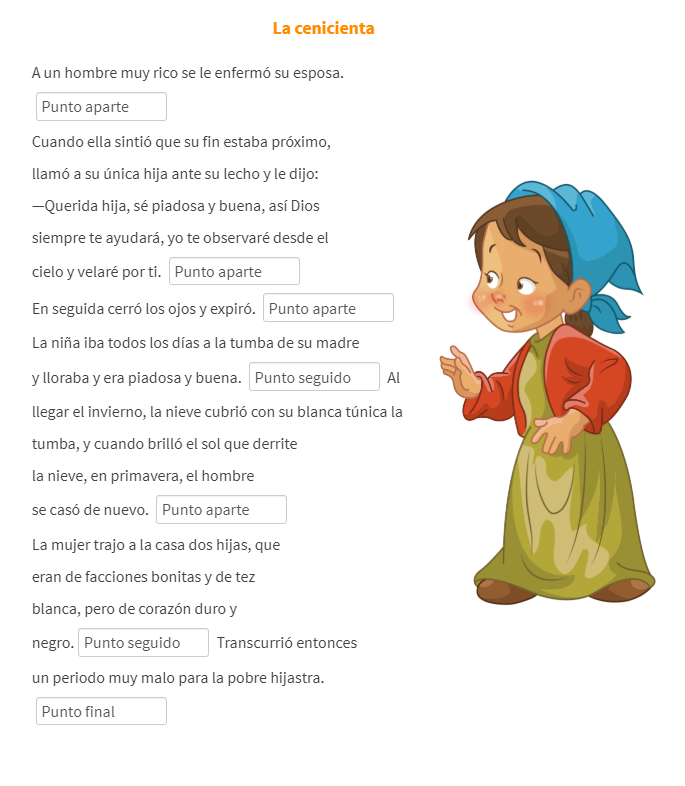 La cenicienta
A un hombre muy rico se le enfermó su esposa.
Punto aparte
Cuando ella sintió que su fin estaba próximo,
llamó a su única hija ante su lecho y le dijo:
—Querida hija, sé piadosa y buena, así Dios
siempre te ayudará, yo te observaré desde el
cielo y velaré por ti. Punto aparte
En seguida cerró los ojos y expiró. Punto aparte
La niña iba todos los días a la tumba de su madre
y lloraba y era piadosa y buena. Punto seguido Al
llegar el invierno, la nieve cubrió con su blanca túnica la
tumba, y cuando brilló el sol que derrite
la nieve, en primavera, el hombre
se casó de nuevo. Punto aparte
La mujer trajo a la casa dos hijas, que
eran de facciones bonitas y de tez
blanca, pero de corazón duro y
negro. Punto seguido Transcurrió entonces
un periodo muy malo para la pobre hijastra.
Punto final